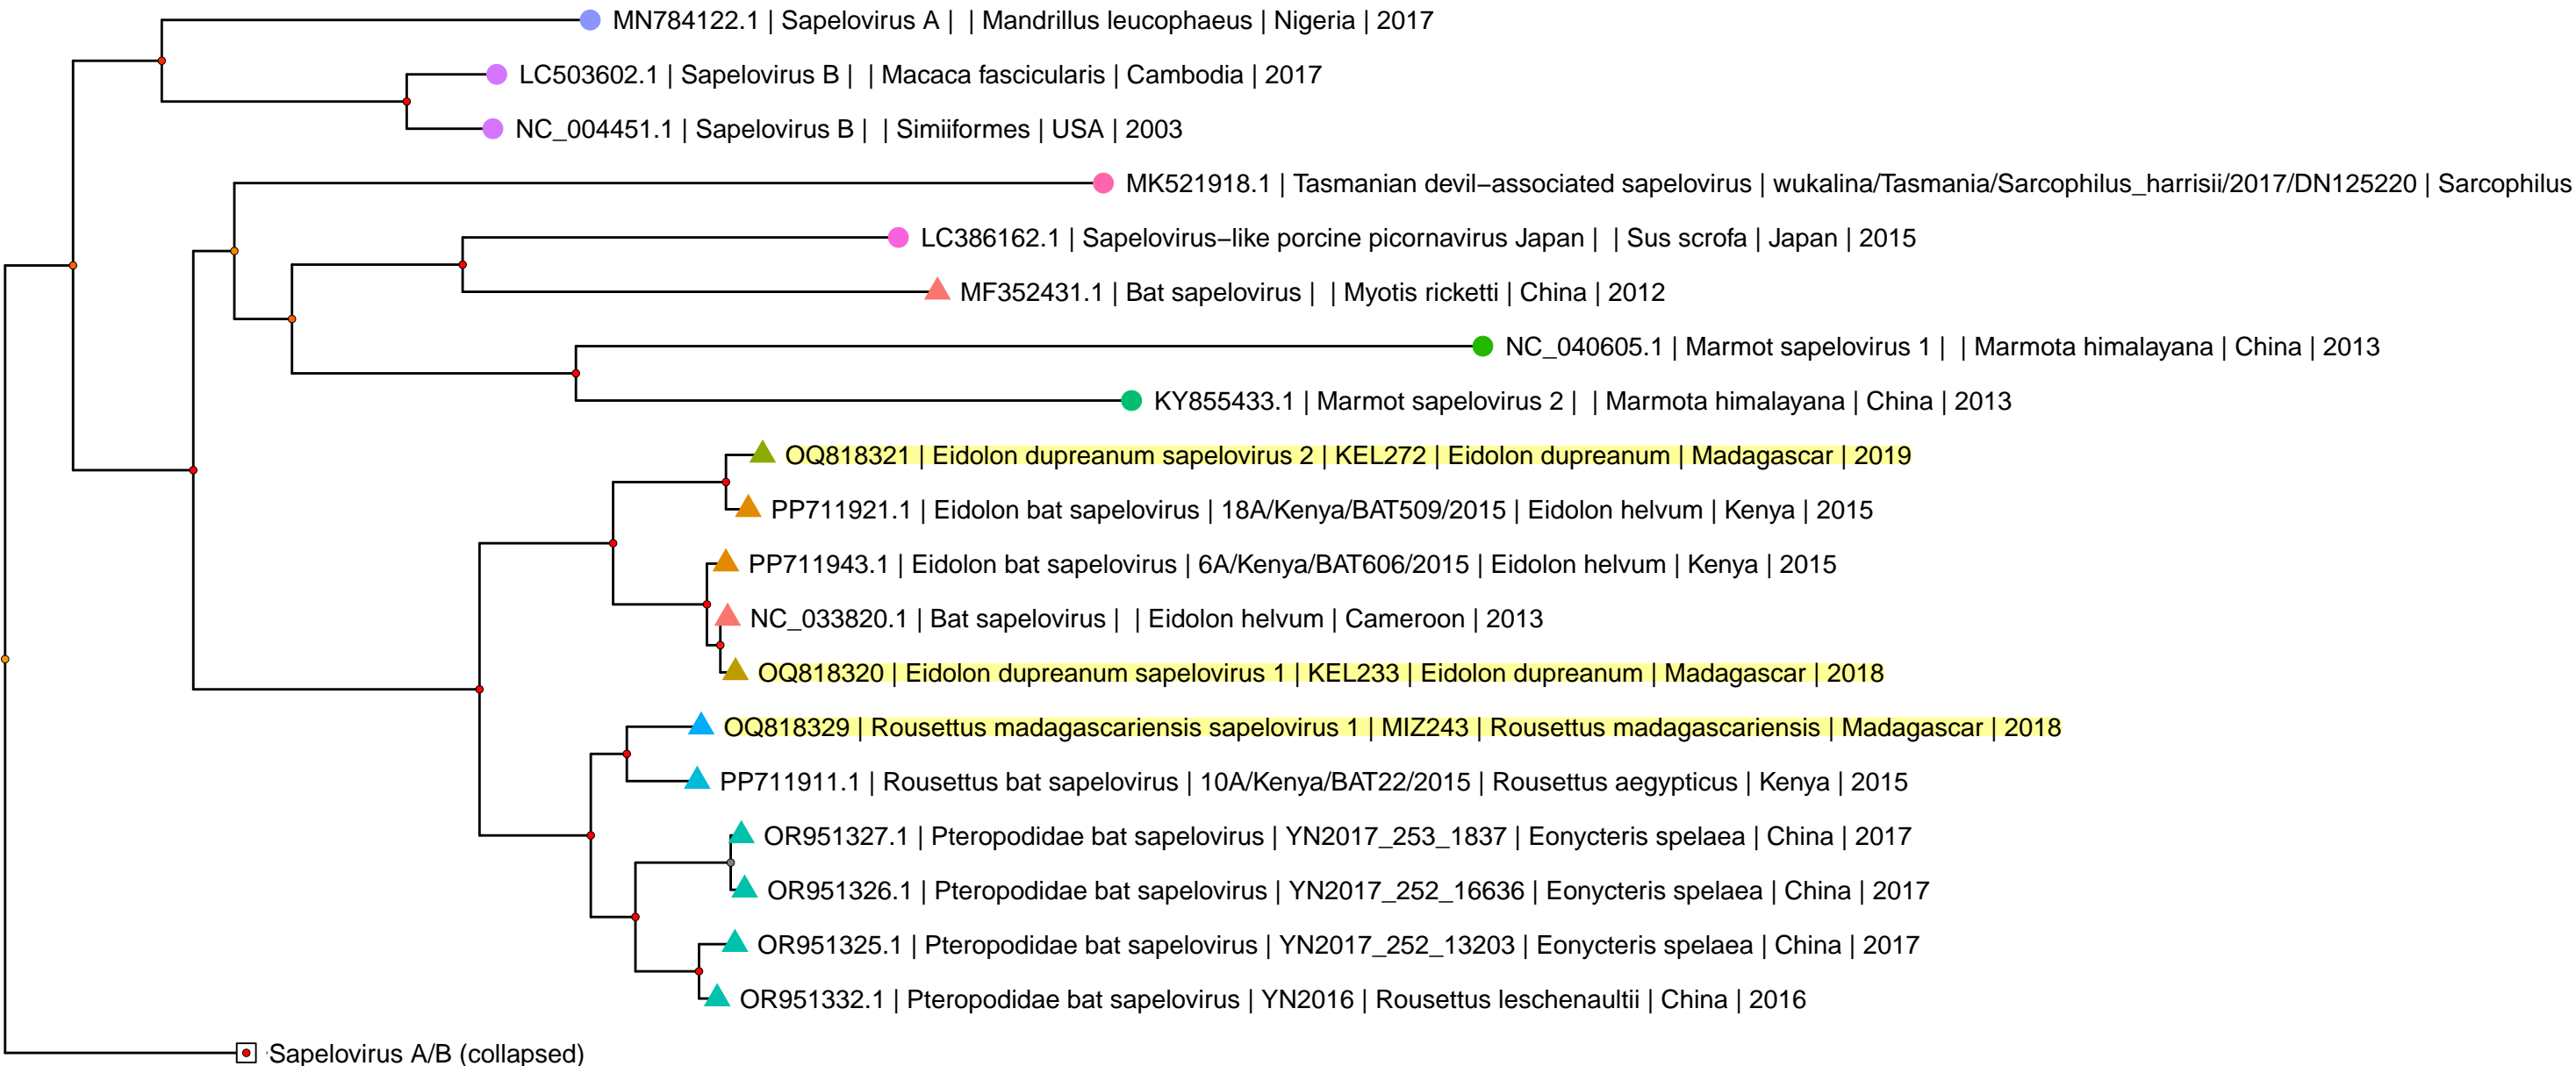 MN784122.1 | Sapelovirus A |  | Mandrillus leucophaeus | Nigeria | 2017
LC503602.1 | Sapelovirus B |  | Macaca fascicularis | Cambodia | 2017
NC_004451.1 | Sapelovirus B |  | Simiiformes | USA | 2003
MK521918.1 | Tasmanian devil−associated sapelovirus | wukalina/Tasmania/Sarcophilus_harrisii/2017/DN125220 | Sarcophilus
LC386162.1 | Sapelovirus−like porcine picornavirus Japan |  | Sus scrofa | Japan | 2015
MF352431.1 | Bat sapelovirus |  | Myotis ricketti | China | 2012
NC_040605.1 | Marmot sapelovirus 1 |  | Marmota himalayana | China | 2013
KY855433.1 | Marmot sapelovirus 2 |  | Marmota himalayana | China | 2013
OQ818321 | Eidolon dupreanum sapelovirus 2 | KEL272 | Eidolon dupreanum | Madagascar | 2019
PP711921.1 | Eidolon bat sapelovirus | 18A/Kenya/BAT509/2015 | Eidolon helvum | Kenya | 2015
PP711943.1 | Eidolon bat sapelovirus | 6A/Kenya/BAT606/2015 | Eidolon helvum | Kenya | 2015
NC_033820.1 | Bat sapelovirus |  | Eidolon helvum | Cameroon | 2013
OQ818320 | Eidolon dupreanum sapelovirus 1 | KEL233 | Eidolon dupreanum | Madagascar | 2018
OQ818329 | Rousettus madagascariensis sapelovirus 1 | MIZ243 | Rousettus madagascariensis | Madagascar | 2018
PP711911.1 | Rousettus bat sapelovirus | 10A/Kenya/BAT22/2015 | Rousettus aegypticus | Kenya | 2015
OR951327.1 | Pteropodidae bat sapelovirus | YN2017_253_1837 | Eonycteris spelaea | China | 2017
OR951326.1 | Pteropodidae bat sapelovirus | YN2017_252_16636 | Eonycteris spelaea | China | 2017
OR951325.1 | Pteropodidae bat sapelovirus | YN2017_252_13203 | Eonycteris spelaea | China | 2017
OR951332.1 | Pteropodidae bat sapelovirus | YN2016 | Rousettus leschenaultii | China | 2016
Sapelovirus A/B (collapsed)